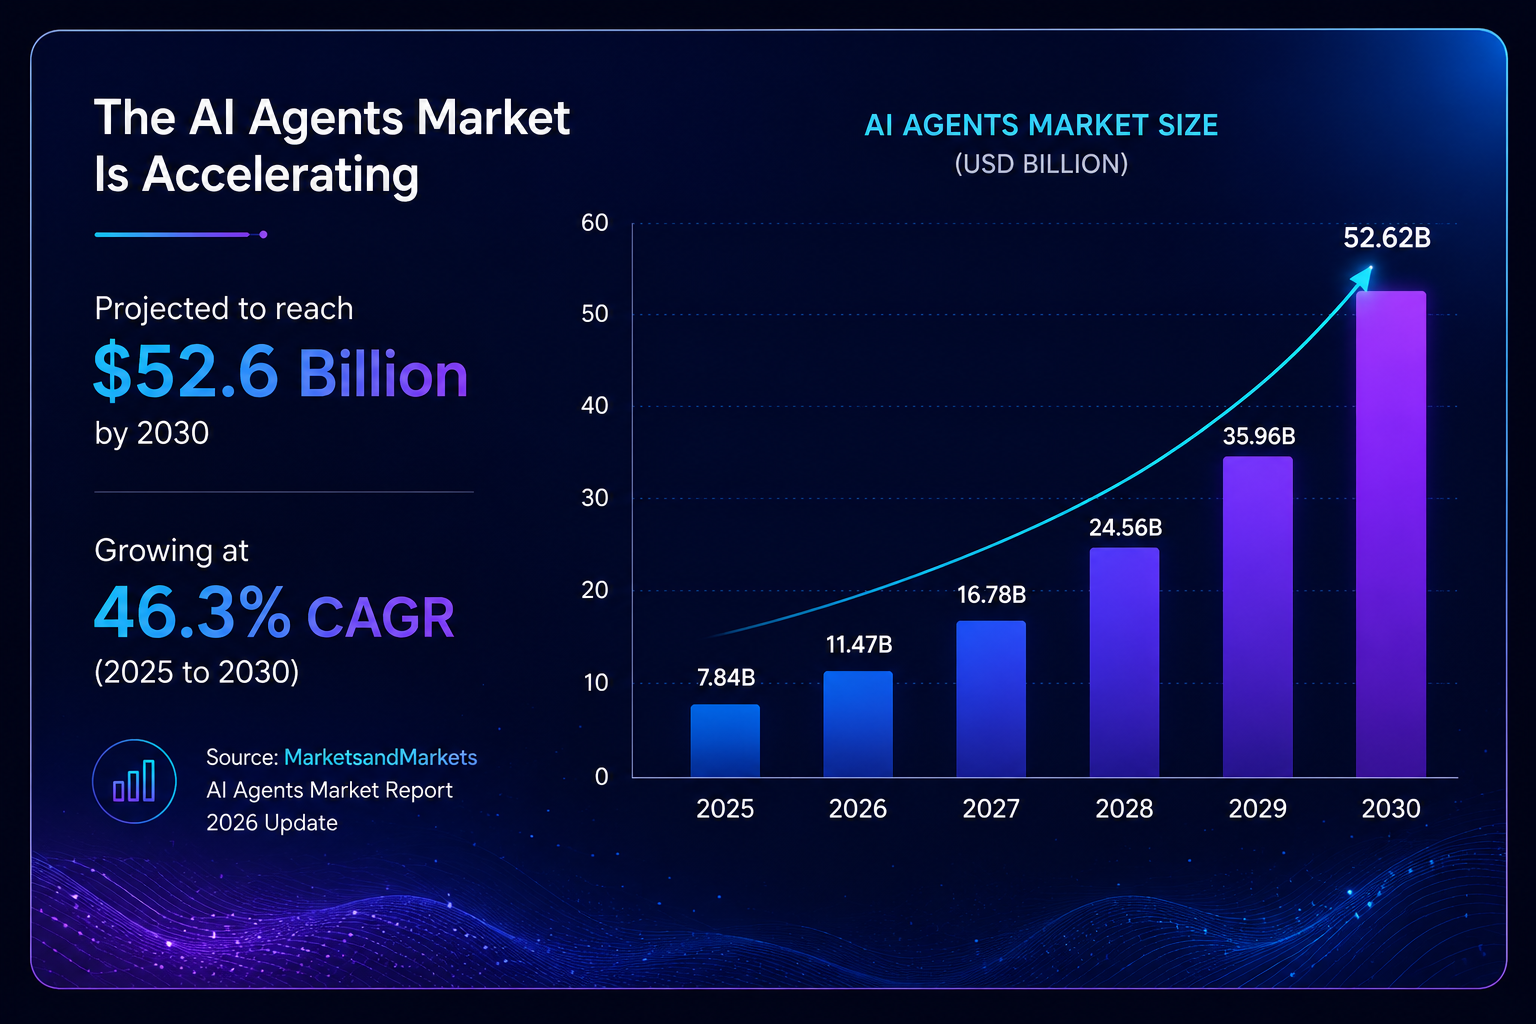 The AI Agents Market
Is Accelerating
Projected to reach
$52.6 Billion
by 2030
Growing at
46.3% CAGR
(2025 to 2030)
Source: MarketsandMarkets
AI Agents Market Report
2026 Update
AI AGENTS MARKET SIZE
(USD BILLION)
60
50
40
30
20
10
0
7.84B
11.47B
16.78B
24.56B
35.96B
52.62B
2025
2026
2027
2028
2029
2030